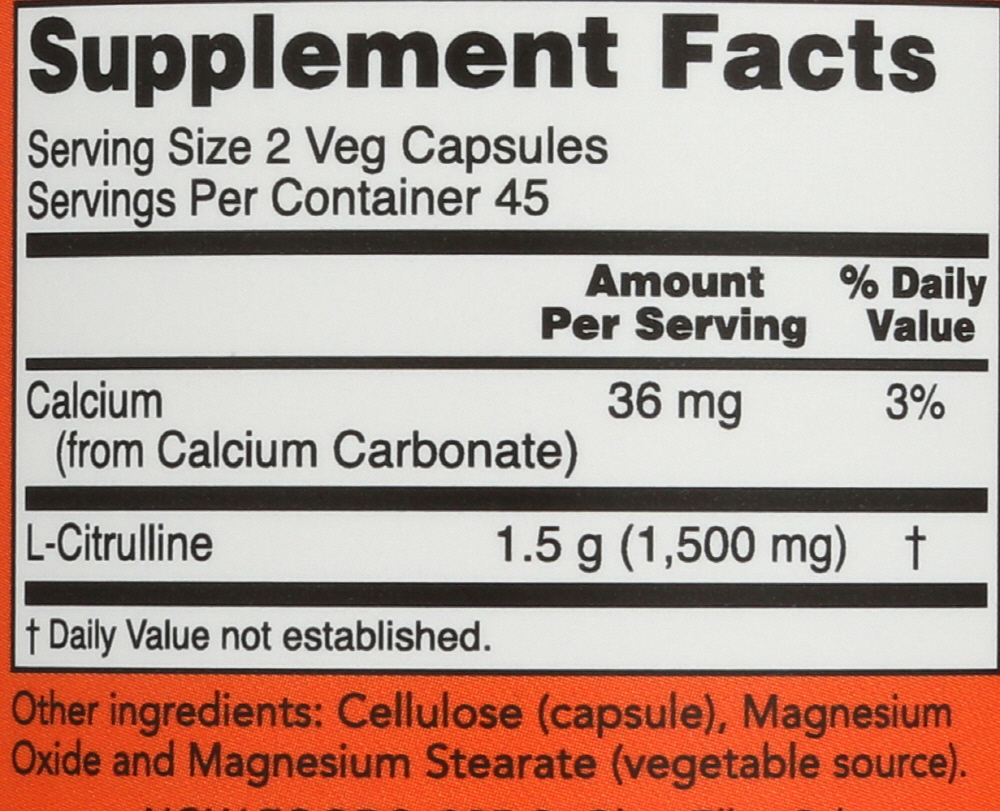 Supplement Facts
Serving Size 2 Veg Capsules
Servings Per Container 45
Amount Per Serving % Daily Value
Calcium 36 mg 3%
(from Calcium Carbonate)
L-Citrulline 1.5 g (1,500 mg) †
† Daily Value not established.
Other ingredients: Cellulose (capsule), Magnesium
Oxide and Magnesium Stearate (vegetable source).